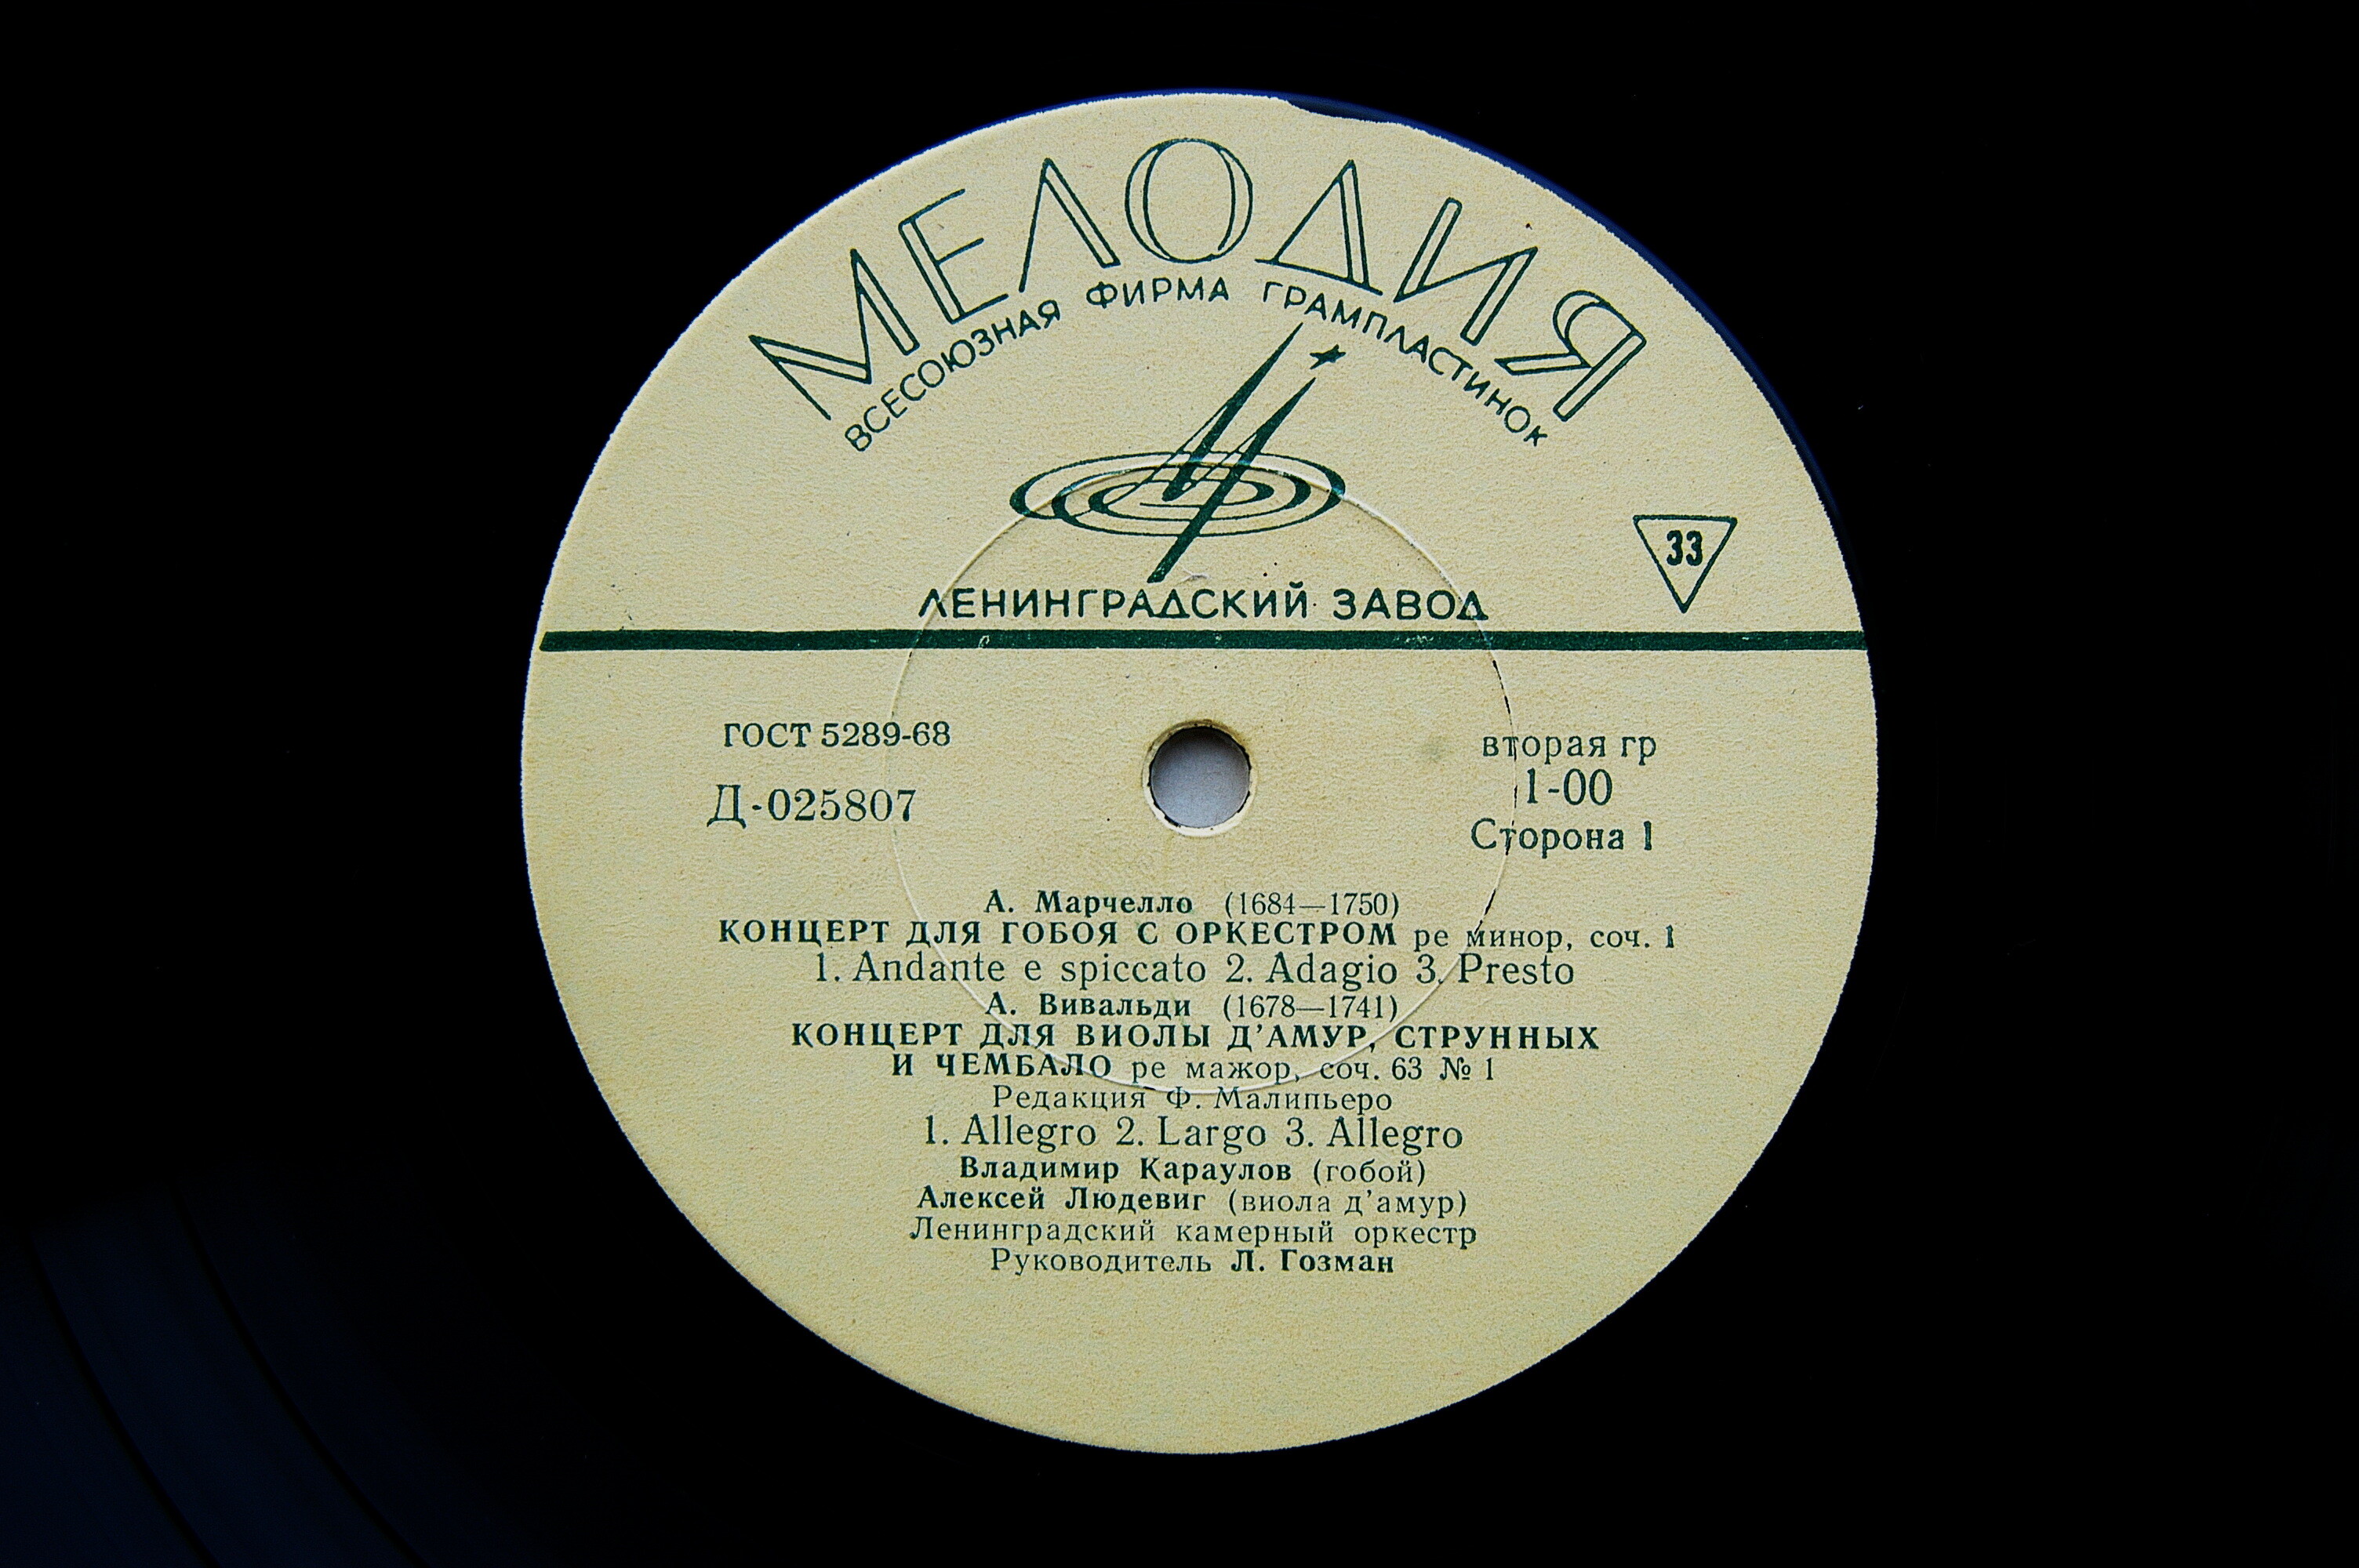 МЕЛОДИЯ
ВСЕСОЮЗНАЯ ФИРМА ГРАМПЛАСТИНОК
33
ЛЕНИНГРАДСКИЙ ЗАВОД
ГОСТ 5289-68
Д-025807
вторая гр
1-00
Сторона 1
А. Марчелло (1684—1750)
КОНЦЕРТ ДЛЯ ГОБОЯ С ОРКЕСТРОМ ре минор, соч. 1
1. Andante e spiccato 2. Adagio 3. Presto
А. Вивальди (1678—1741)
КОНЦЕРТ ДЛЯ ВИОЛЫ Д'АМУР, СТРУННЫХ
И ЧЕМБАЛО ре мажор, соч. 63 № 1
Редакция Ф. Малипьеро
1. Allegro 2. Largo 3. Allegro
Владимир Караулов (гобой)
Алексей Людевиг (виола д'амур)
Ленинградский камерный оркестр
Руководитель Л. Гозман